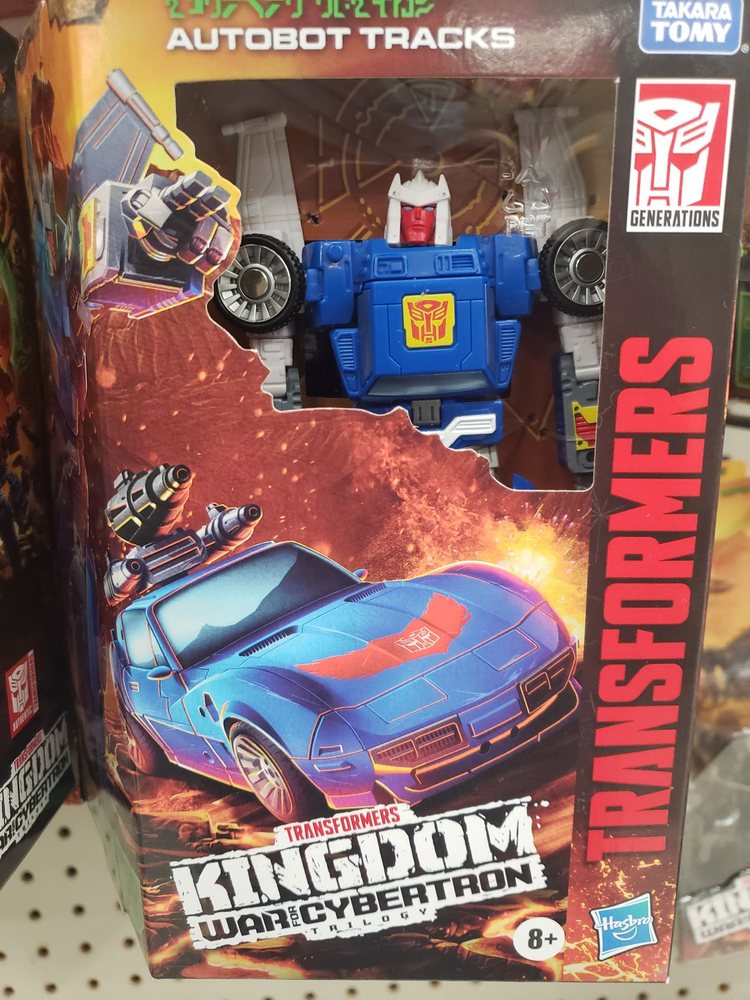 AUTOBOT TRACKS
TAKARA
TOMY
GENERATIONS
TRANSFORMERS
TRANSFORMERS
KINGDOM
WAR FOR CYBERTRON
TRILOGY
8+
Hasbro